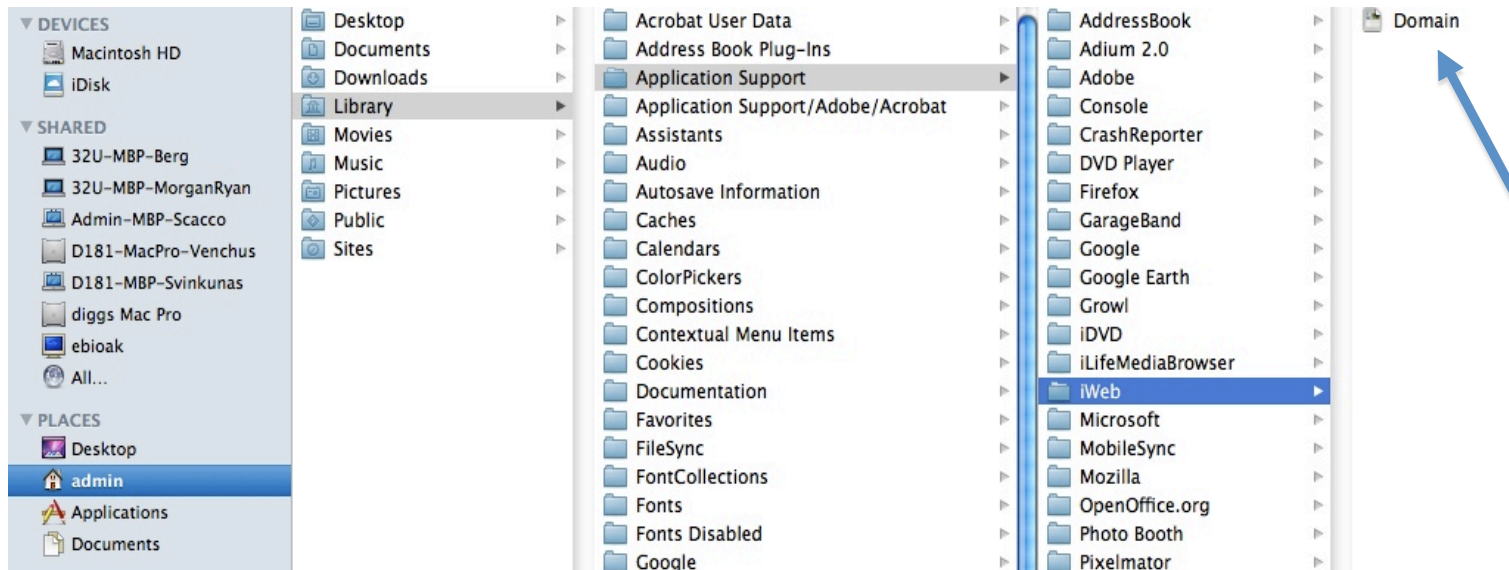 DEVICES
Macintosh HD
iDisk
SHARED
32U-MBP-Berg
32U-MBP-MorganRyan
Admin-MBP-Scacco
D181-MacPro-Venchus
D181-MBP-Svinkunas
diggs Mac Pro
ebioak
All...
PLACES
Desktop
admin
Applications
Documents
Desktop
Documents
Downloads
Library
Movies
Music
Pictures
Public
Sites
Acrobat User Data
Address Book Plug-Ins
Application Support
Application Support/Adobe/Acrobat
Assistants
Audio
Autosave Information
Caches
Calendars
ColorPickers
Compositions
Contextual Menu Items
Cookies
Documentation
Favorites
FileSync
FontCollections
Fonts
Fonts Disabled
Google
AddressBook
Adium 2.0
Adobe
Console
CrashReporter
DVD Player
Firefox
GarageBand
Google
Google Earth
Growl
iDVD
iLifeMediaBrowser
iWeb
Microsoft
MobileSync
Mozilla
OpenOffice.org
Photo Booth
Pixelmator
Domain